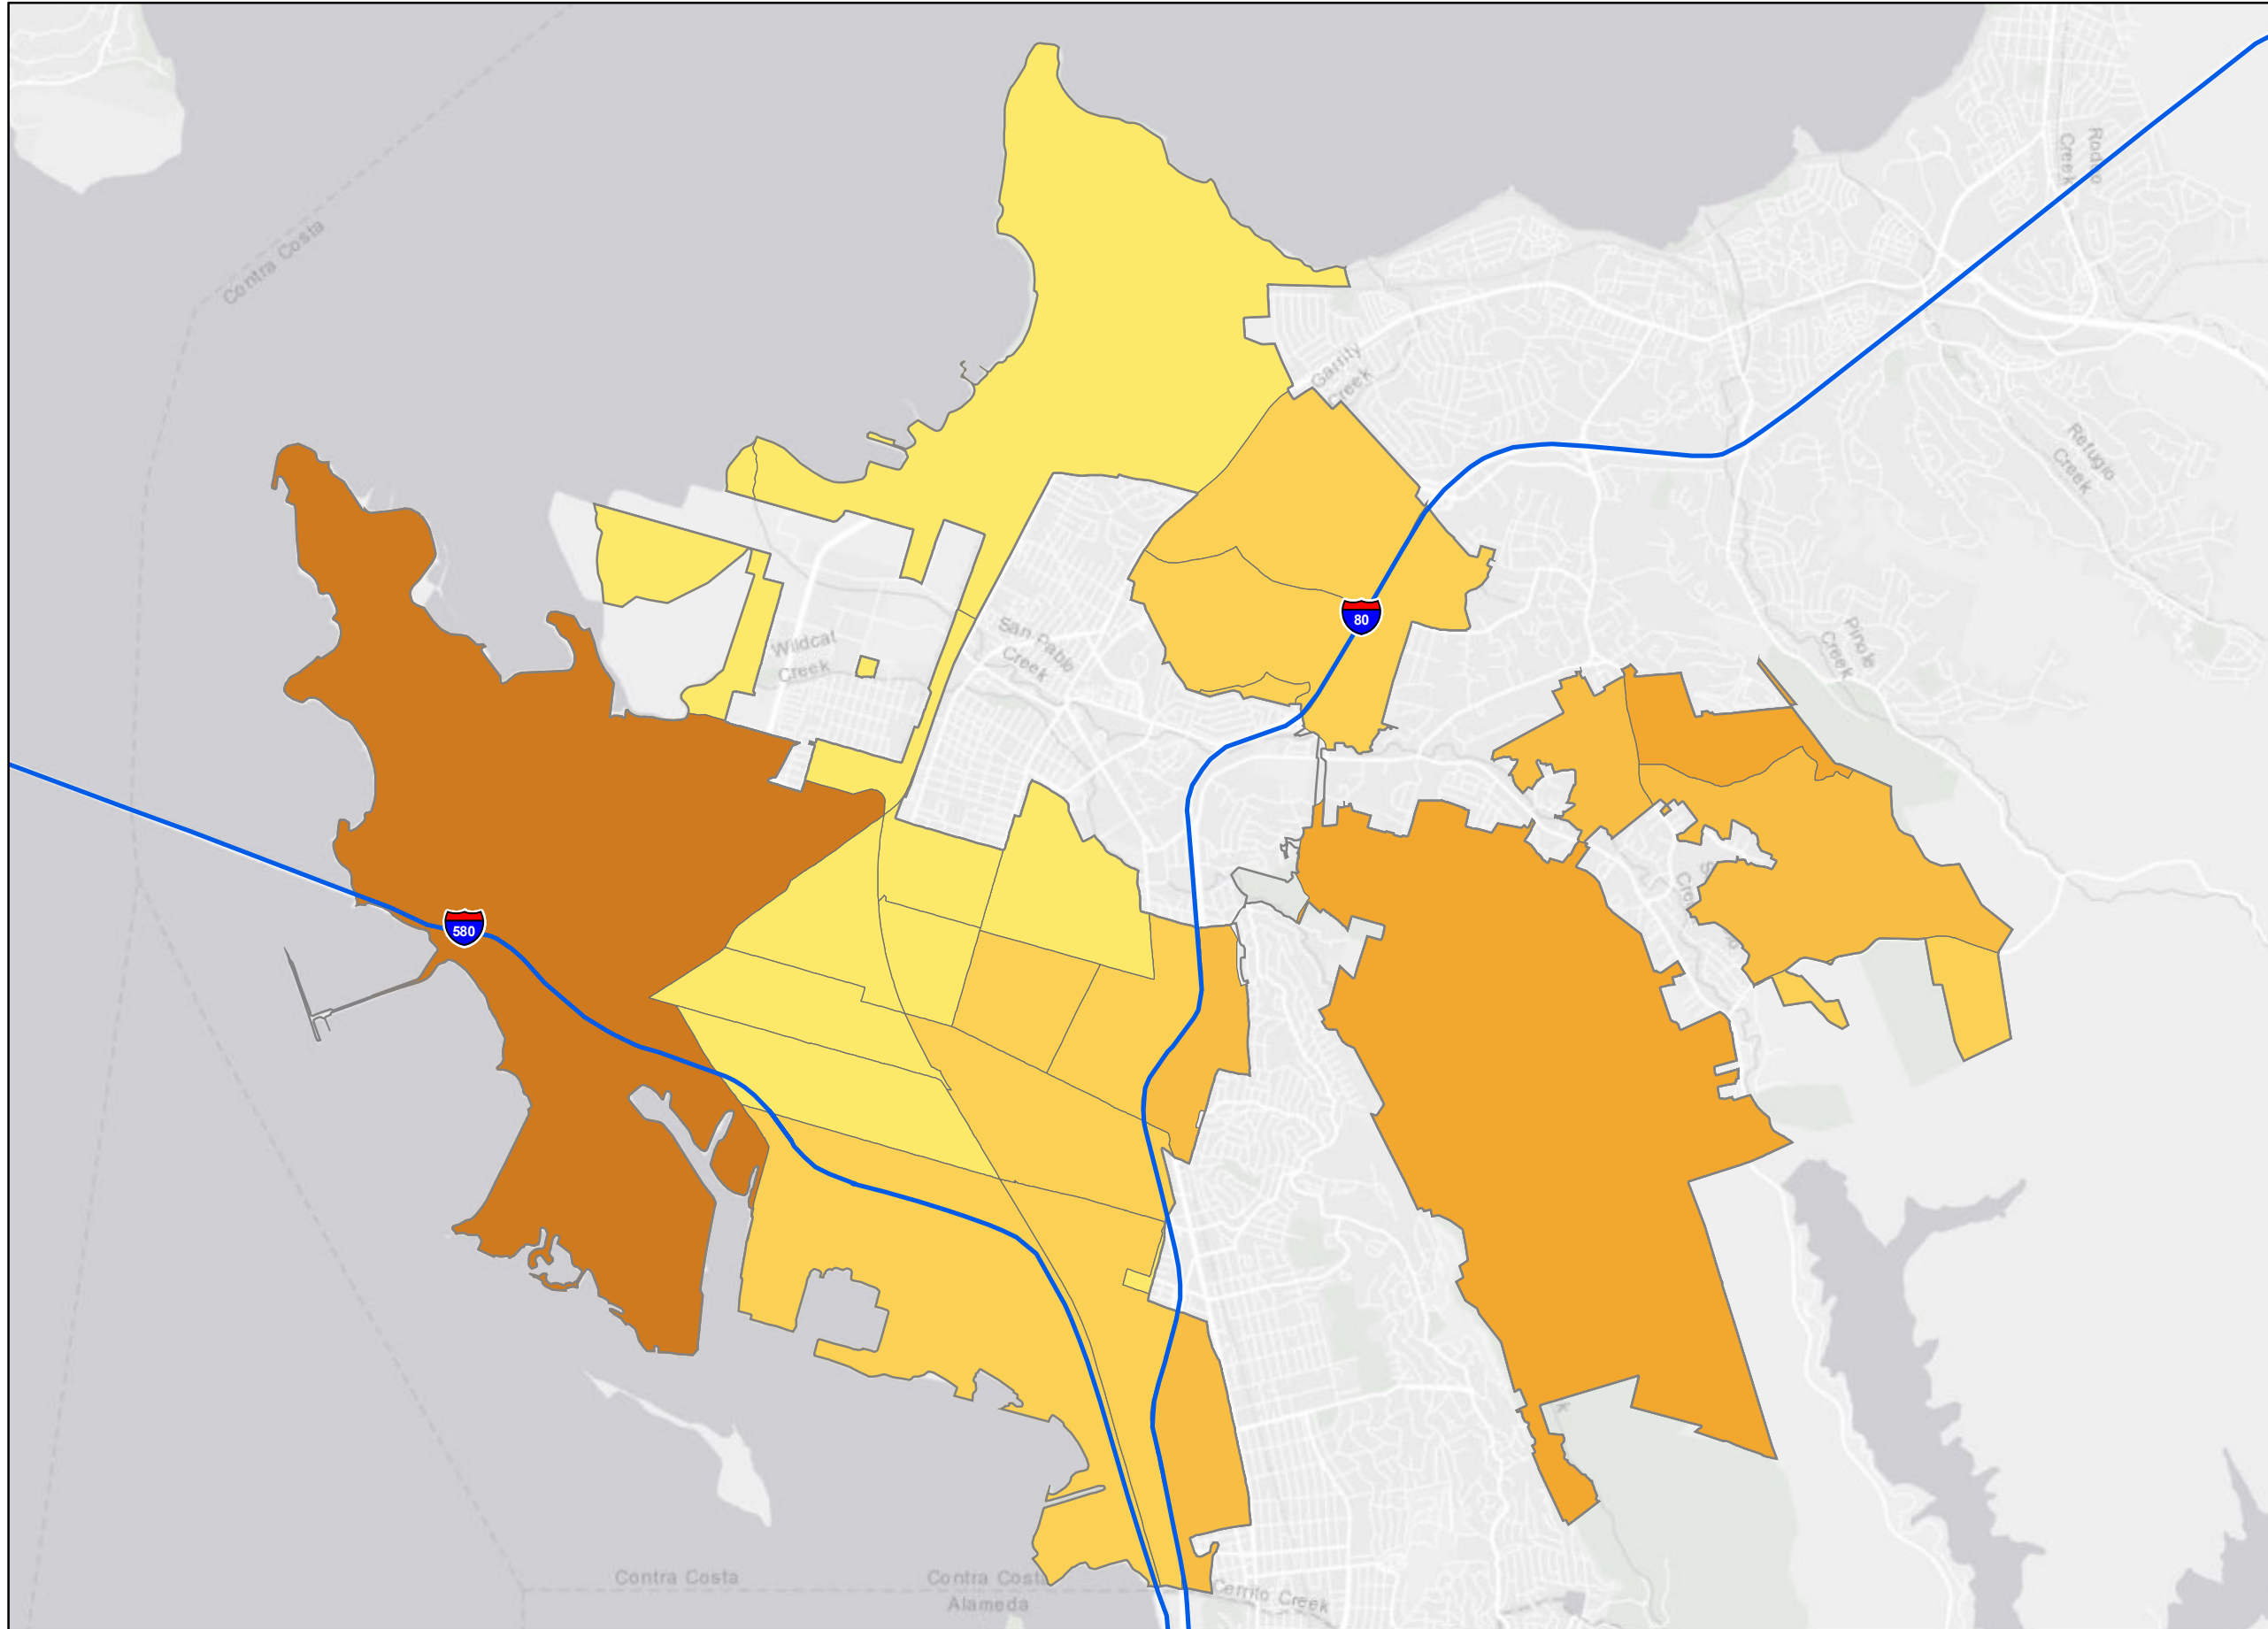 Contra Costa
Rodeo
Creek
Garrity
Creek
Refugio
Creek
80
Wildcat
Creek
San Pablo
Creek
Pinole
Creek
580
Contra Costa
Contra Costa
Alameda
Cerrito Creek